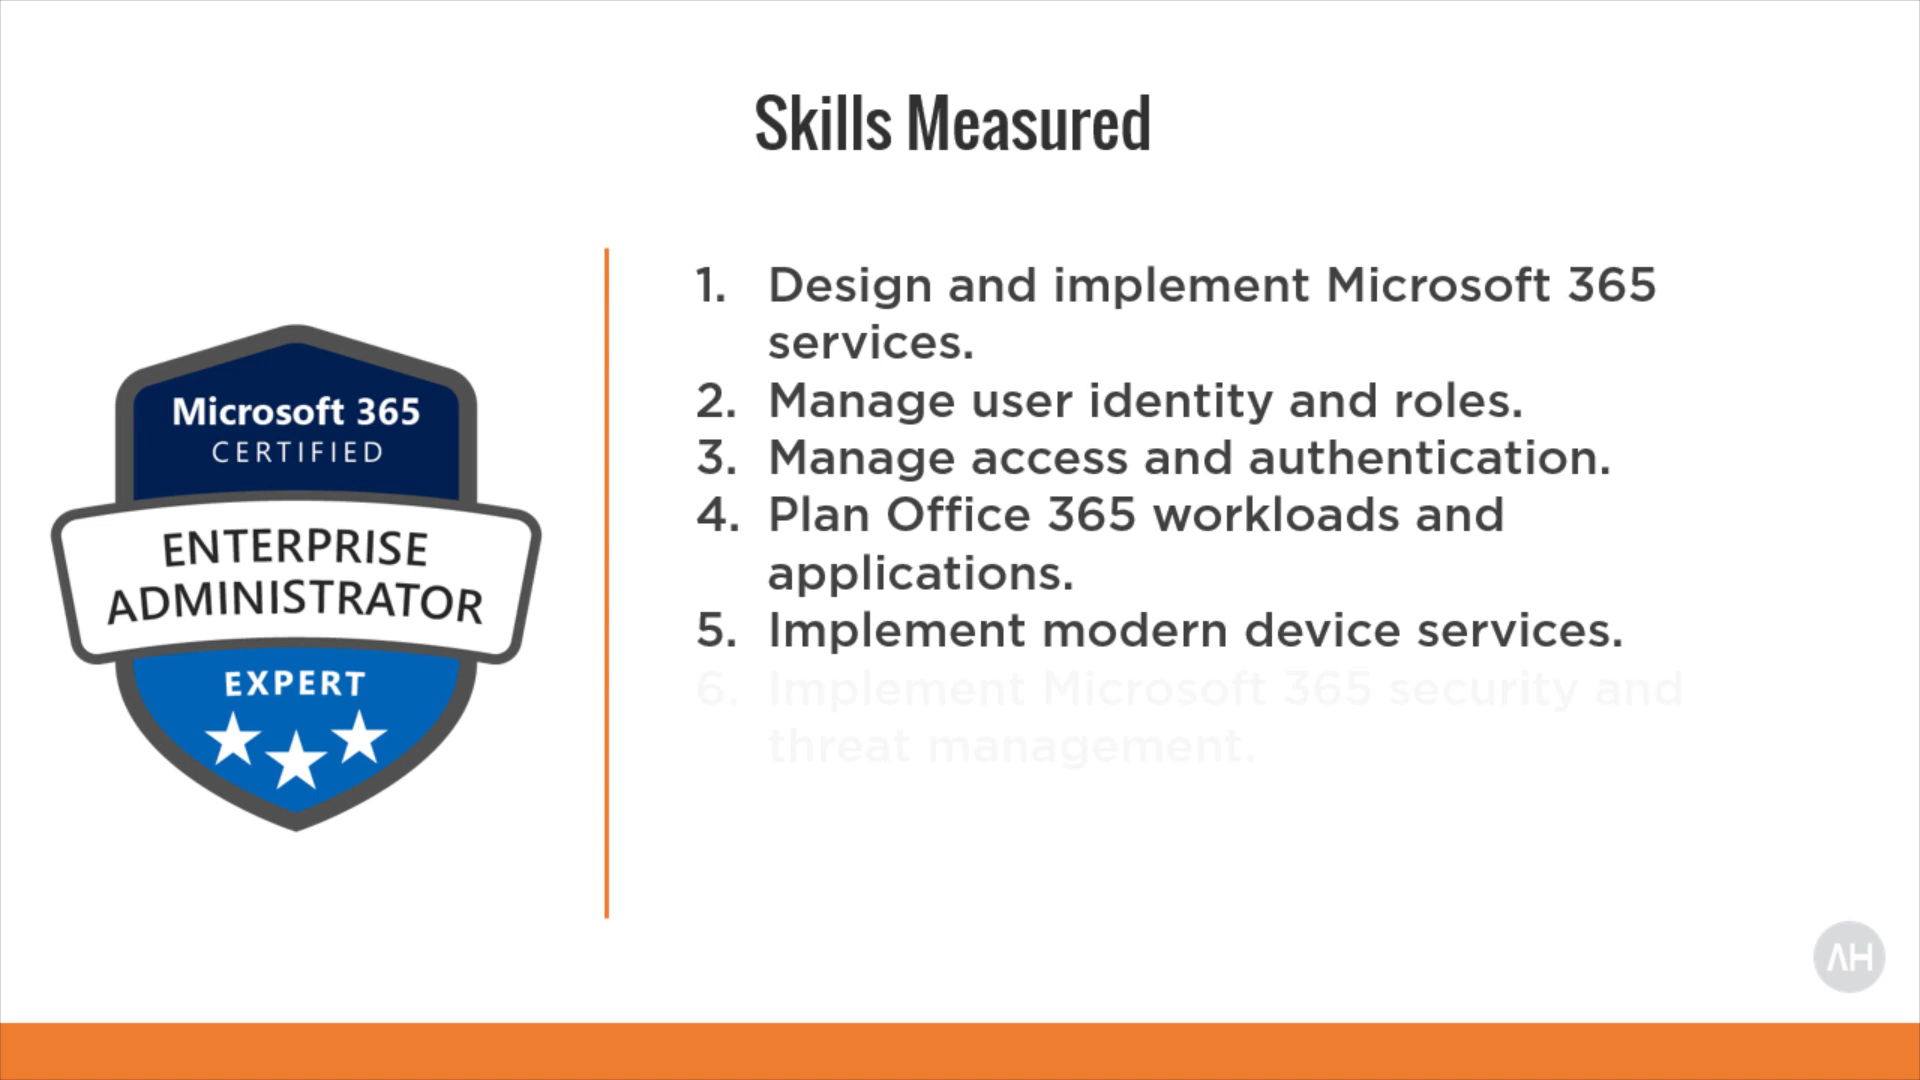 Skills Measured
Microsoft 365
CERTIFIED
ENTERPRISE
ADMINISTRATOR
EXPERT
1. Design and implement Microsoft 365
services.
2. Manage user identity and roles.
3. Manage access and authentication.
4. Plan Office 365 workloads and
applications.
5. Implement modern device services.
6. Implement Microsoft 365 security and
threat management.
AH